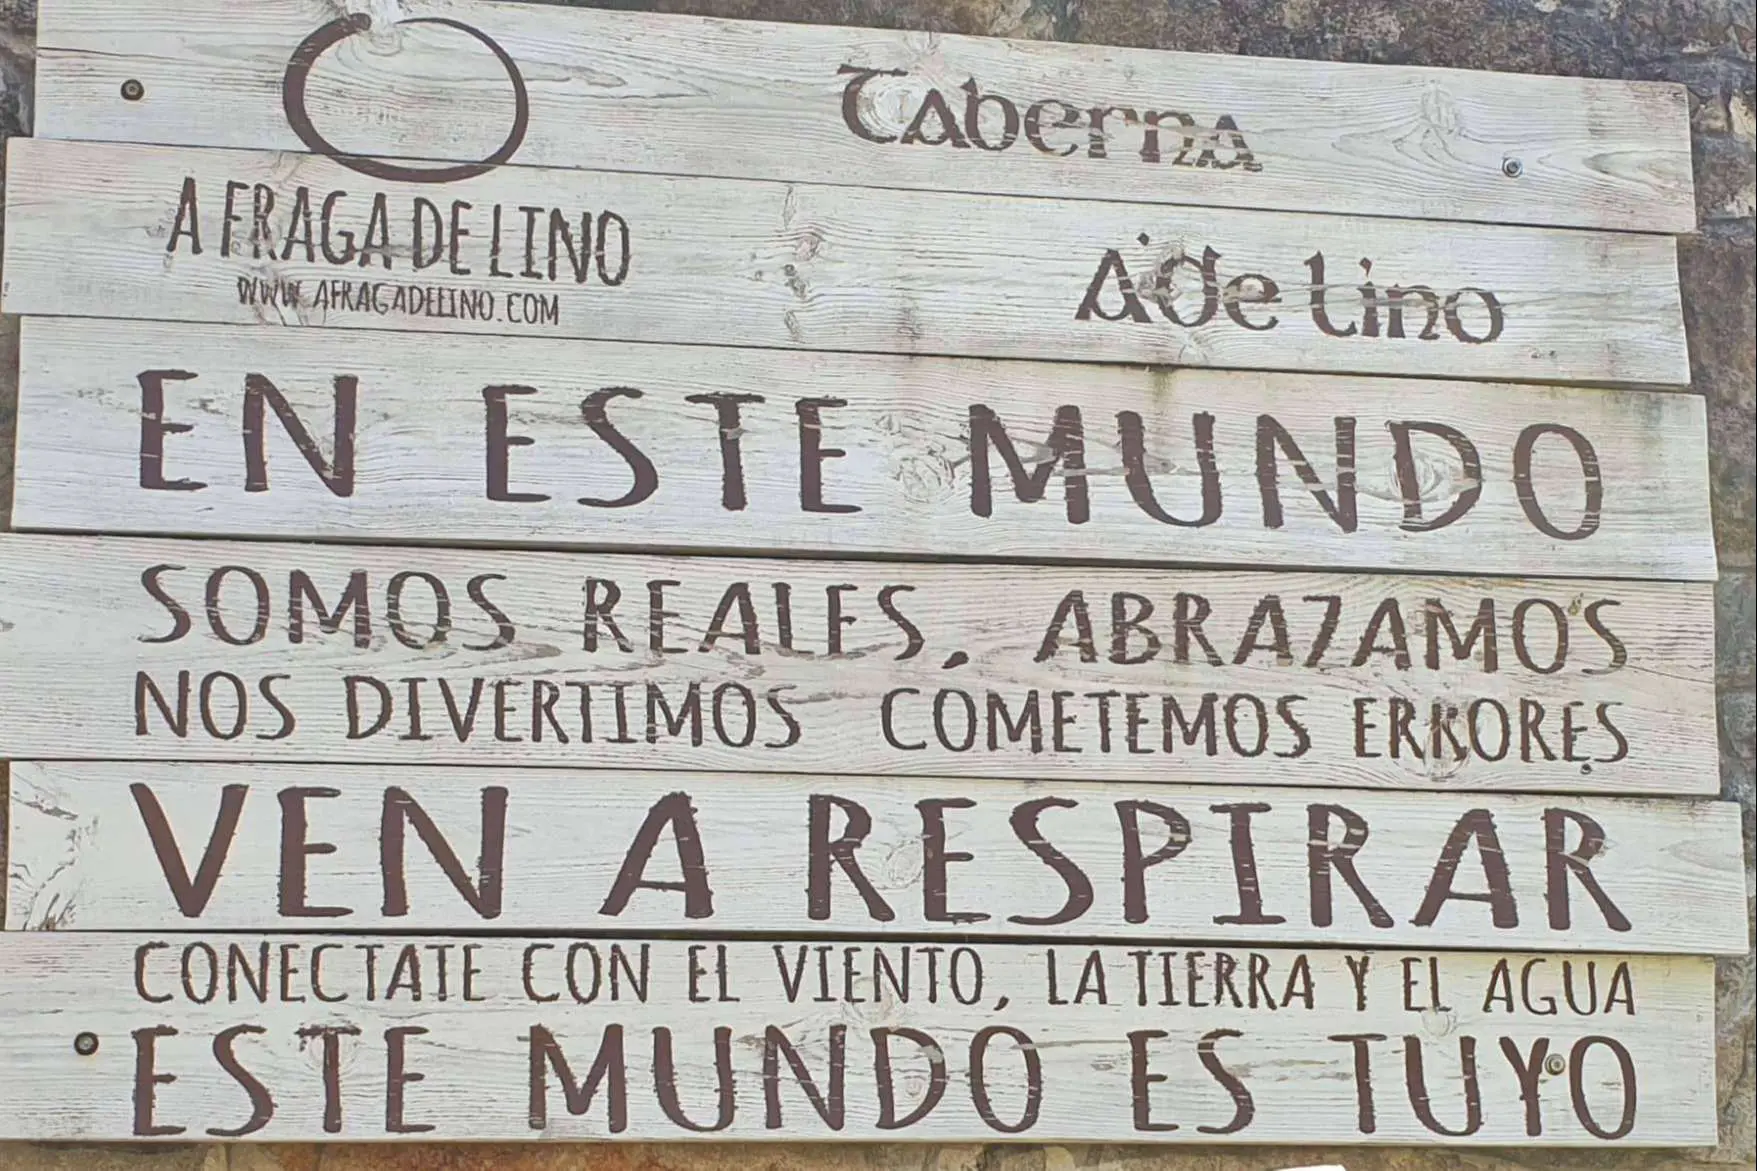 A FRAGA DE LINO
WWW.AFRAGADELINO.COM
Taberna
A'De Lino
EN ESTE MUNDO
SOMOS REALES, ABRAZAMOS
NOS DIVERTIMOS COMETEMOS ERRORES
VEN A RESPIRAR
CONECTATE CON EL VIENTO, LA TIERRA Y EL AGUA
ESTE MUNDO ES TUYO